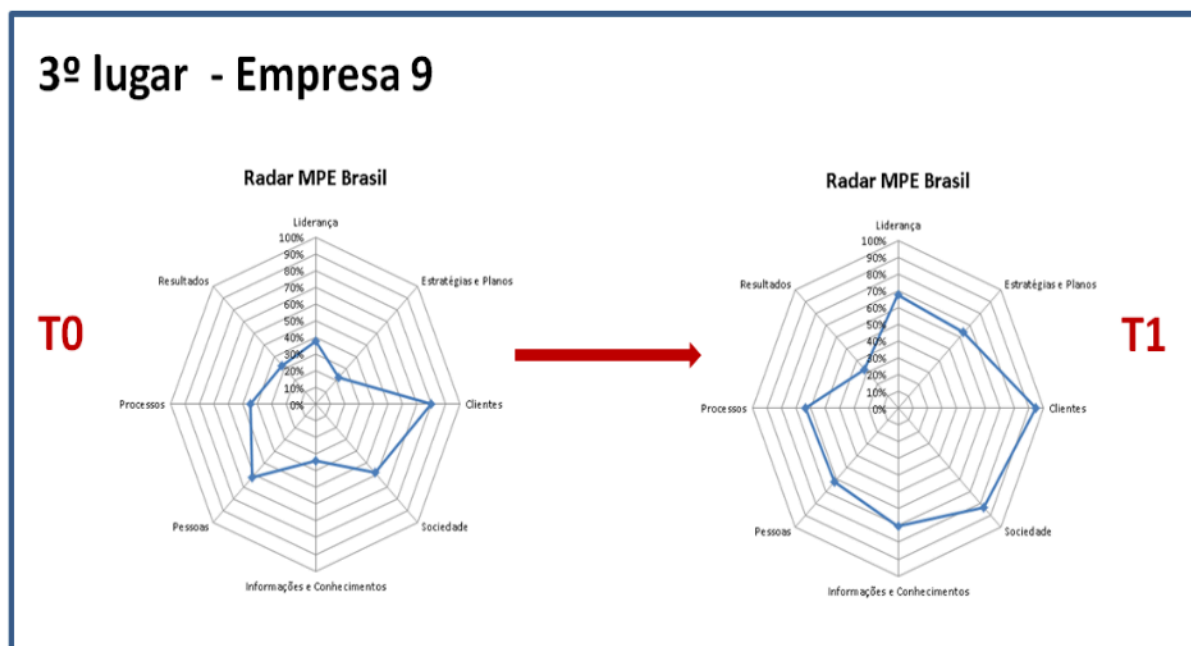 3º lugar - Empresa 9
T0
Radar MPE Brasil
Liderança
100%
90%
80%
70%
60%
50%
40%
30%
20%
10%
0%
Estratégias e Planos
Clientes
Sociedade
Informações e Conhecimentos
Pessoas
Processos
Resultados
Radar MPE Brasil
Liderança
100%
90%
80%
70%
60%
50%
40%
30%
20%
10%
0%
Estratégias e Planos
Clientes
Sociedade
Informações e Conhecimentos
Pessoas
Processos
Resultados
T1